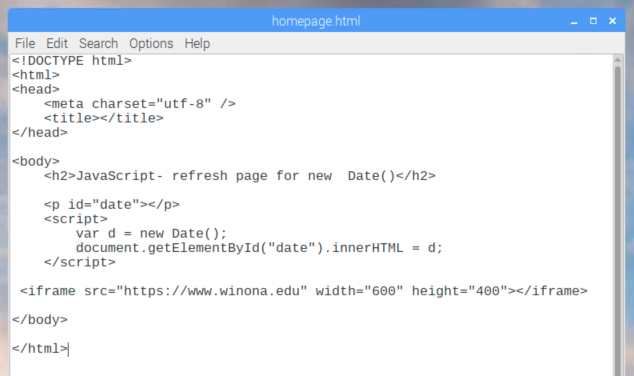 homepage.html
File Edit Search Options Help
<!DOCTYPE html>
<html>
<head>
    <meta charset="utf-8" />
    <title></title>
</head>

<body>
    <h2>JavaScript- refresh page for new  Date()</h2>

    <p id="date"></p>
    <script>
        var d = new Date();
        document.getElementById("date").innerHTML = d;
    </script>

 <iframe src="https://www.winona.edu" width="600" height="400"></iframe>

</body>

</html>